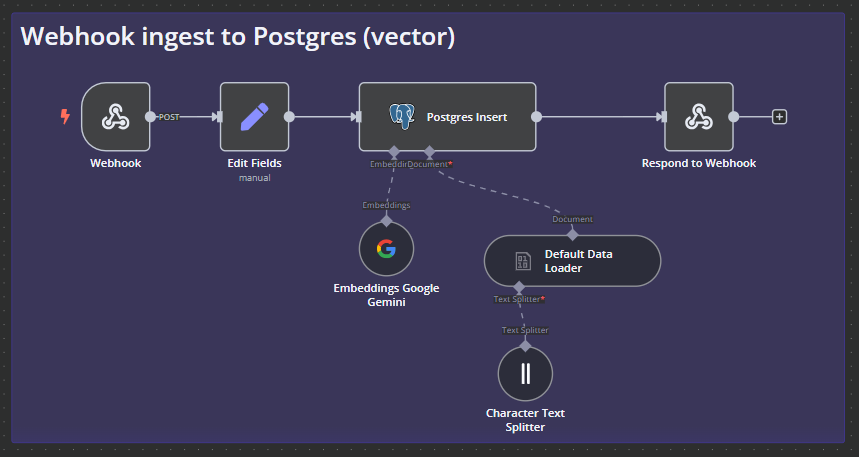 Webhook ingest to Postgres (vector)
POST
Postgres Insert
Webhook
Edit Fields
manual
Respond to Webhook
Document*
Embeddings
Document
Default Data
Loader
Embeddings Google
Gemini
Text Splitter*
Text Splitter
Character Text
Splitter